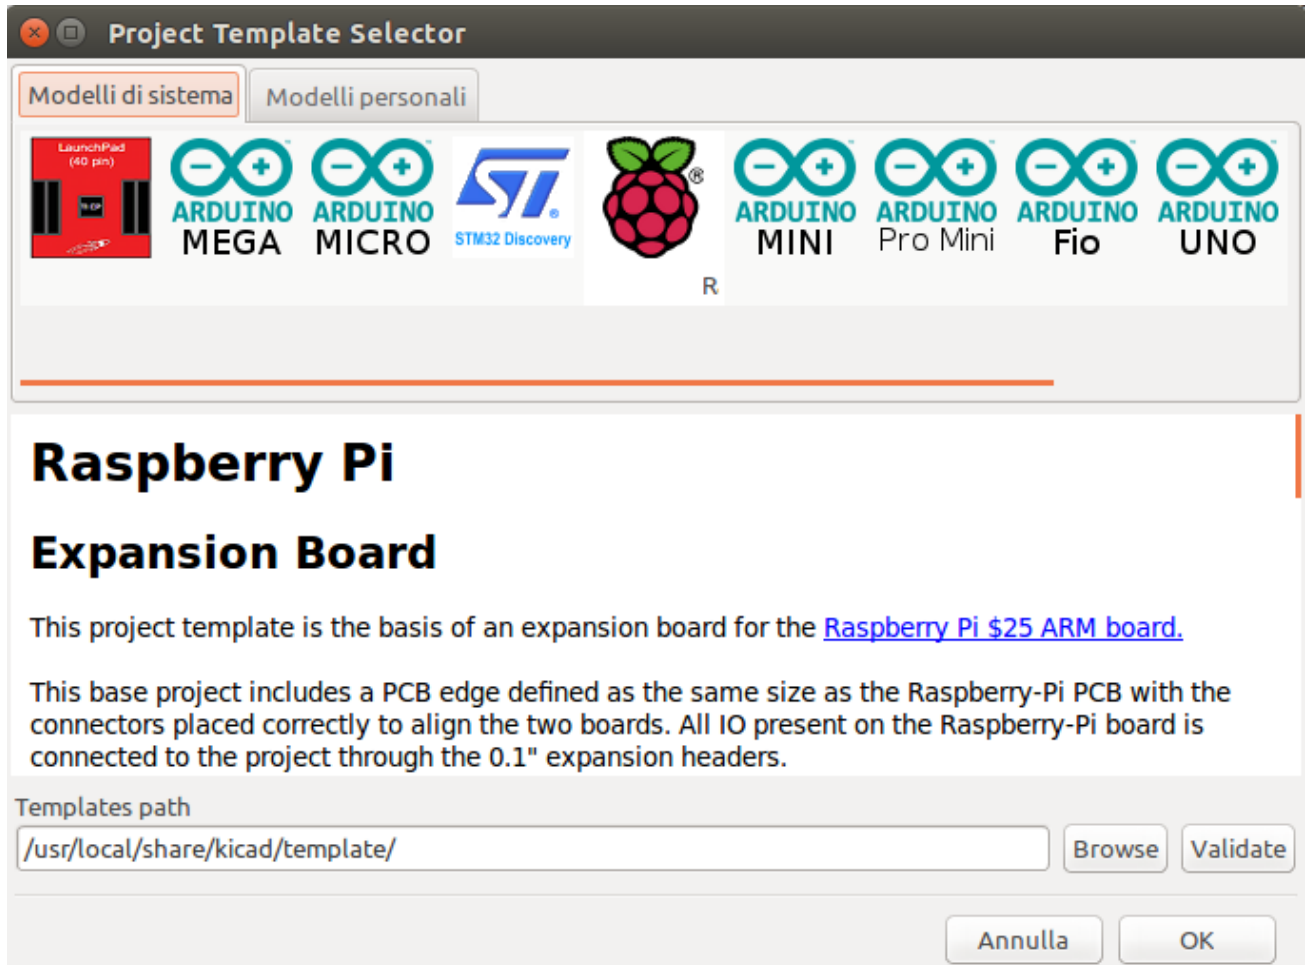 Project Template Selector
Modelli di sistema
Modelli personali
LaunchPad
(40 pin)
ARDUINO
MEGA
ARDUINO
MICRO
STM32 Discovery
®
ARDUINO
MINI
ARDUINO
Pro Mini
ARDUINO
Fio
ARDUINO
UNO
R
Raspberry Pi
Expansion Board
This project template is the basis of an expansion board for the Raspberry Pi $25 ARM board.
This base project includes a PCB edge defined as the same size as the Raspberry-Pi PCB with the
connectors placed correctly to align the two boards. All IO present on the Raspberry-Pi board is
connected to the project through the 0.1" expansion headers.
Templates path
/usr/local/share/kicad/template/
Browse
Validate
Annulla
OK